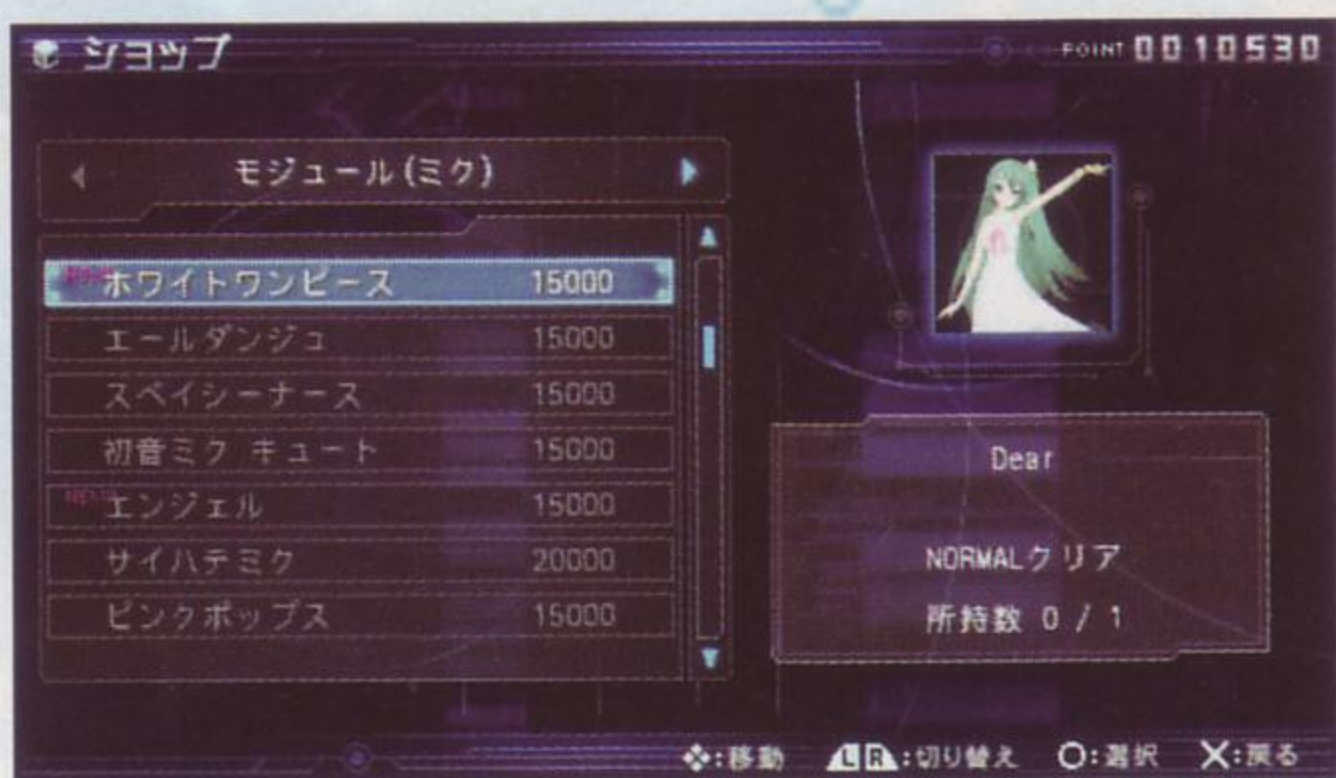 ショップ
POINT 0010530
モジュール(ミク)
ホワイトワンピース 15000
エールダンジュ 15000
スペイシーナース 15000
初音ミク キュート 15000
エンジェル 15000
サイハテミク 20000
ピンクポップス 15000
Dear
NORMALクリア
所持数 0 / 1
:移動 L R:切り替え ○:選択 ×:戻る